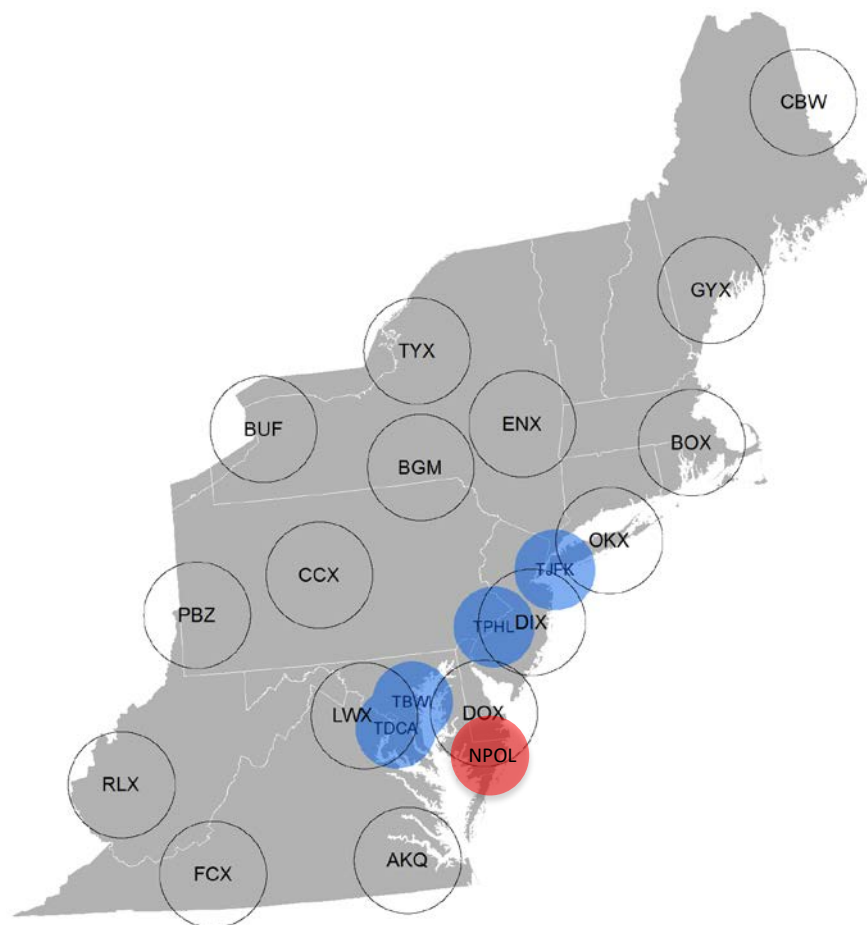 CBW
GYX
TYX
BUF
ENX
BOX
BGM
OKX
TJFK
CCX
PBZ
DIX
TPHL
TBWI
LWX
DOX
TDCA
NPOL
RLX
AKQ
FCX